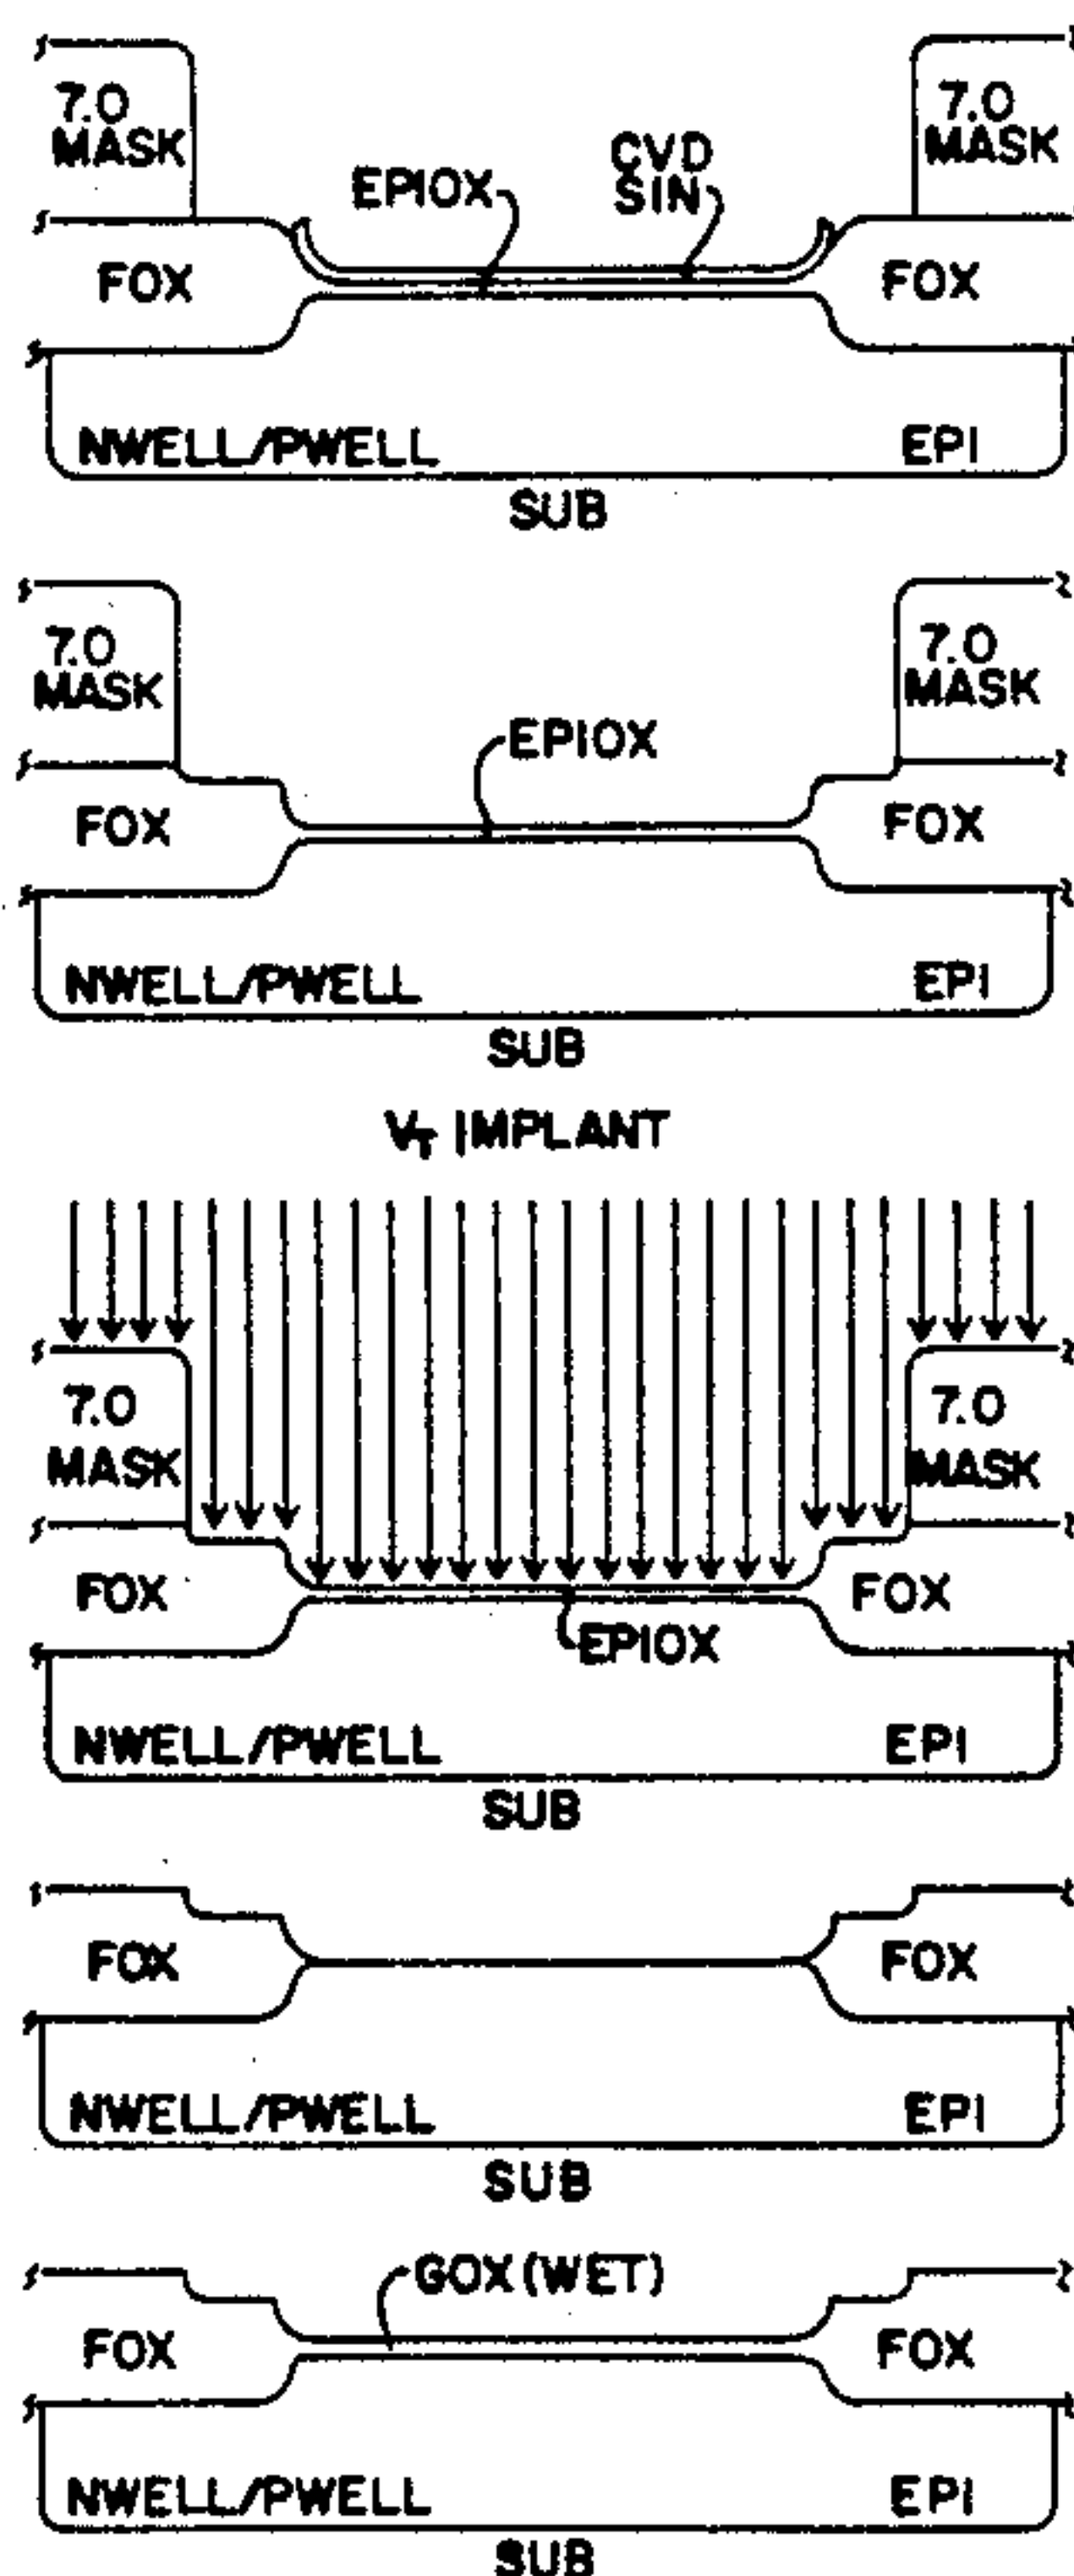 7.0
MASK
7.0
MASK
EPIOX
CVD
SIN
FOX
FOX
NWELL/PWELL
EPI
SUB
7.0
MASK
7.0
MASK
EPIOX
FOX
FOX
NWELL/PWELL
EPI
SUB
VT IMPLANT
7.0
MASK
7.0
MASK
FOX
FOX
EPIOX
NWELL/PWELL
EPI
SUB
FOX
FOX
NWELL/PWELL
EPI
SUB
GOX (WET)
FOX
FOX
NWELL/PWELL
EPI
SUB